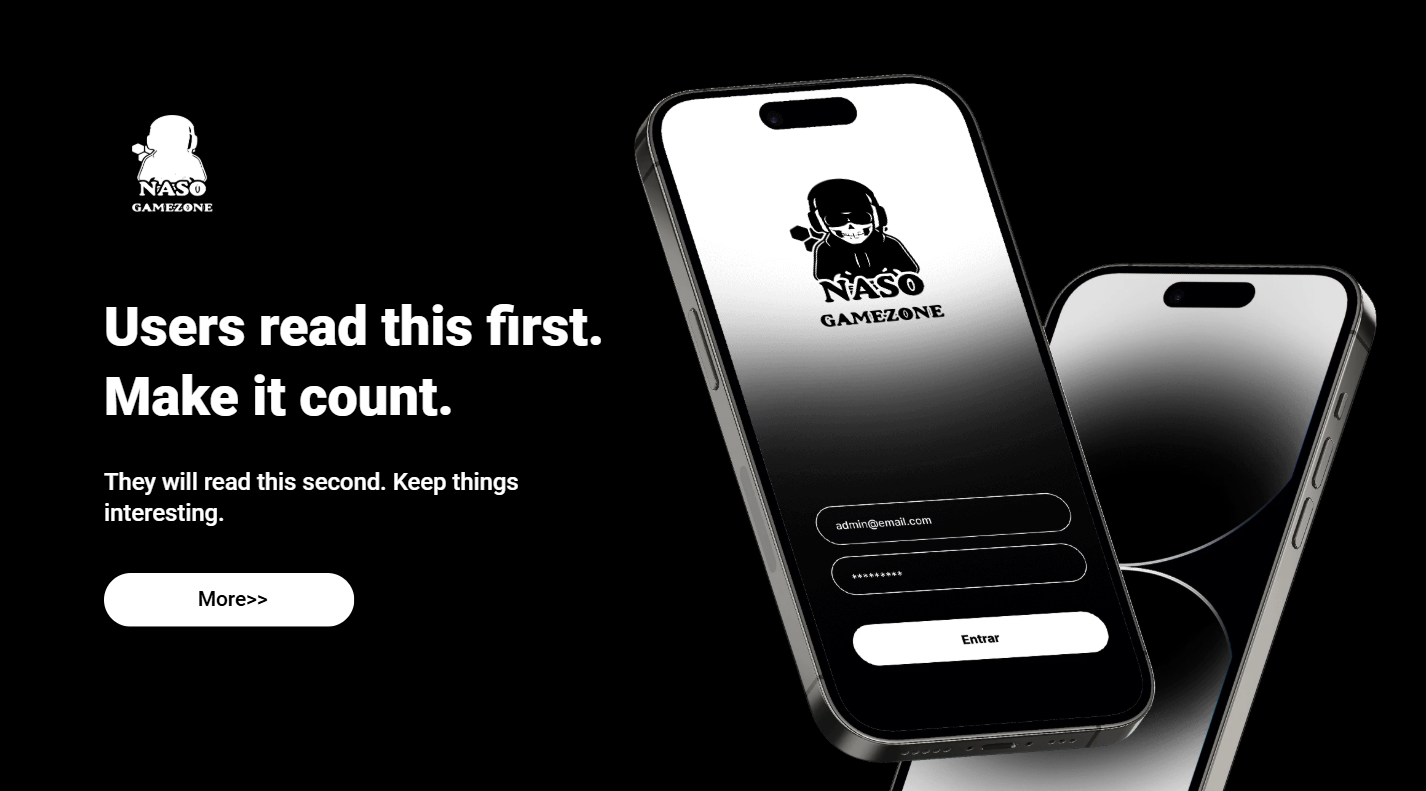 NASO
GAMEZONE
Users read this first.
Make it count.
They will read this second. Keep things
interesting.
More>>
NASO
GAMEZONE
admin@email.com
*********
Entrar